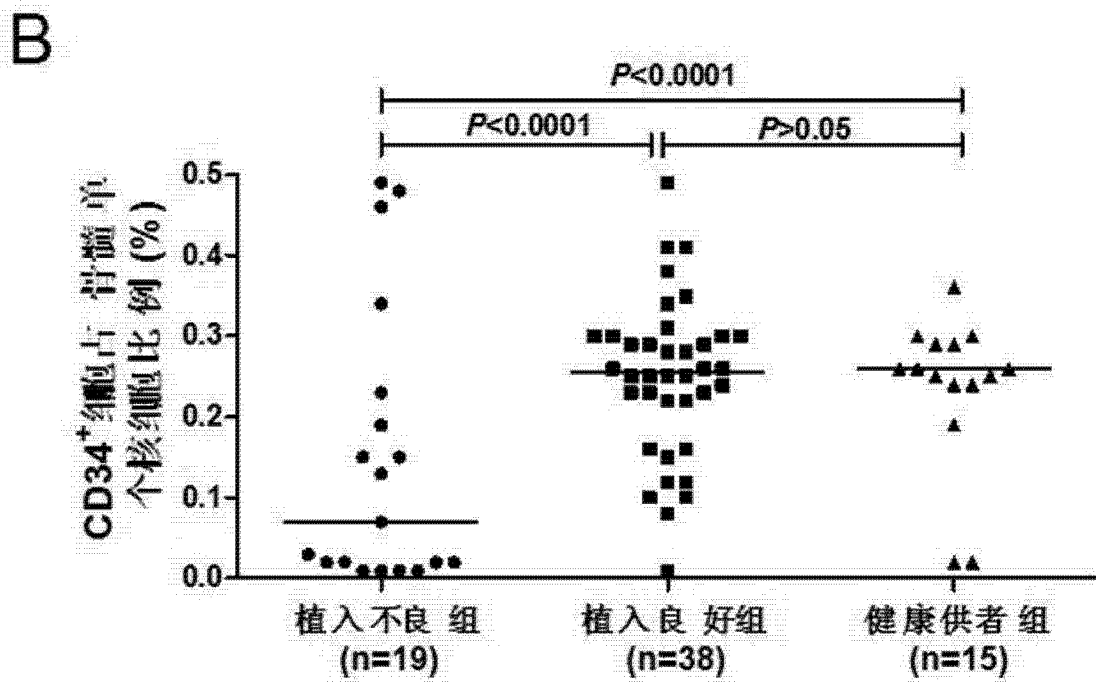 B
P<0.0001
P<0.0001
P>0.05
CD34⁺细胞占 骨髓 单
个核细胞比 例 (%)
0.5
0.4
0.3
0.2
0.1
0.0
植入不良 组
(n=19)
植入良 好组
(n=38)
健康供者 组
(n=15)